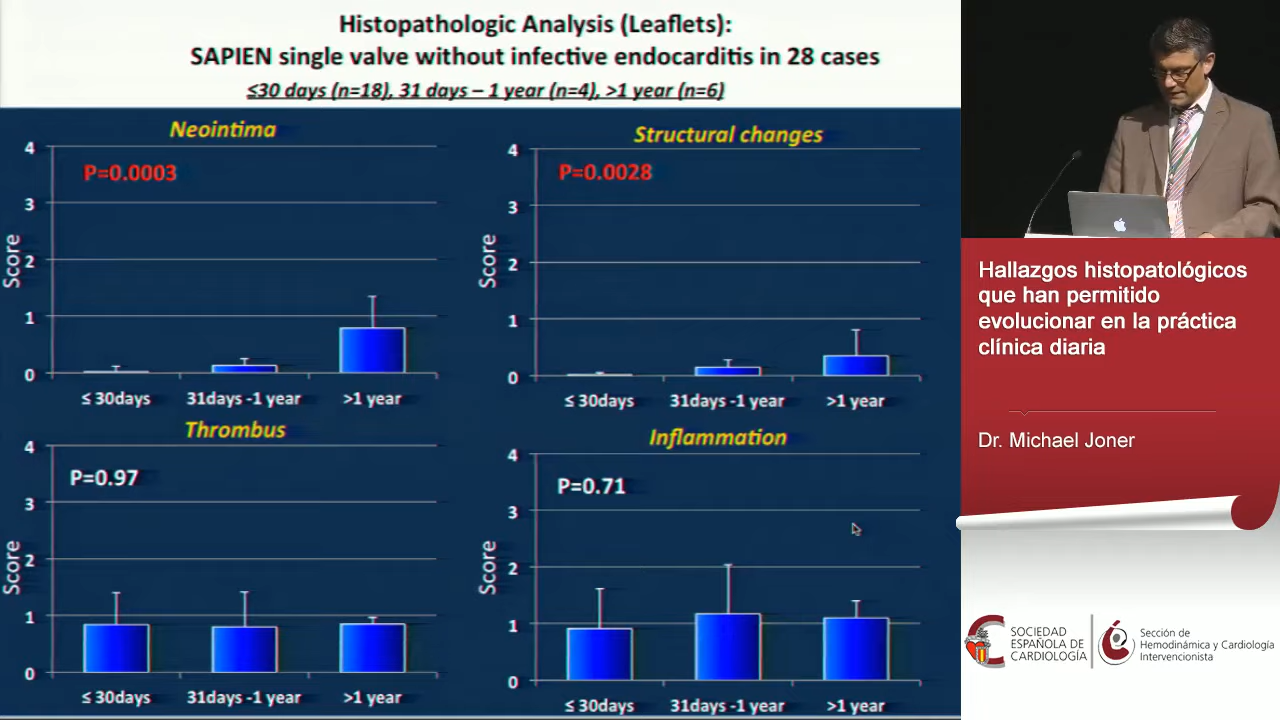 Histopathologic Analysis (Leaflets):
SAPIEN single valve without infective endocarditis in 28 cases
≤30 days (n=18), 31 days – 1 year (n=4), >1 year (n=6)
Neointima
P=0.0003
4
3
2
1
0
Score
≤ 30days 31days -1 year >1 year
Structural changes
P=0.0028
4
3
2
1
0
Score
≤ 30days 31days -1 year >1 year
Thrombus
P=0.97
4
3
2
1
0
Score
≤ 30days 31days -1 year >1 year
Inflammation
P=0.71
4
3
2
1
0
Score
≤ 30days 31days -1 year >1 year
Hallazgos histopatológicos
que han permitido
evolucionar en la práctica
clínica diaria
Dr. Michael Joner
SOCIEDAD
ESPAÑOLA DE
CARDIOLOGÍA
Sección de
Hemodinámica y Cardiología
Intervencionista